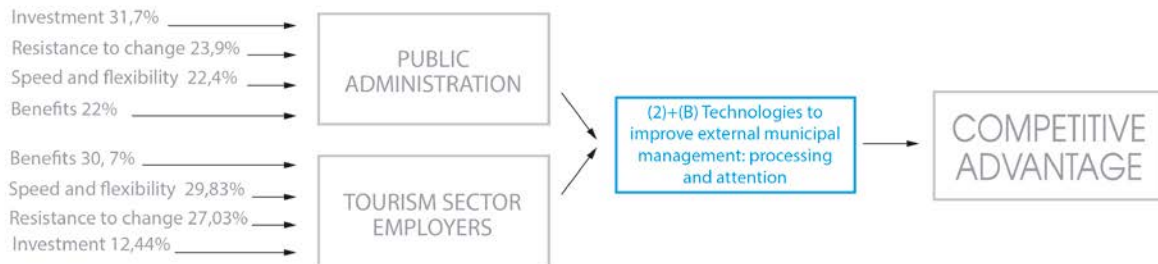 Investment 31,7%
Resistance to change 23,9%
Speed and flexibility 22,4%
Benefits 22%
PUBLIC
ADMINISTRATION
Benefits 30, 7%
Speed and flexibility 29,83%
Resistance to change 27,03%
Investment 12,44%
TOURISM SECTOR
EMPLOYERS
(2)+(B) Technologies to
improve external municipal
management: processing
and attention
COMPETITIVE
ADVANTAGE